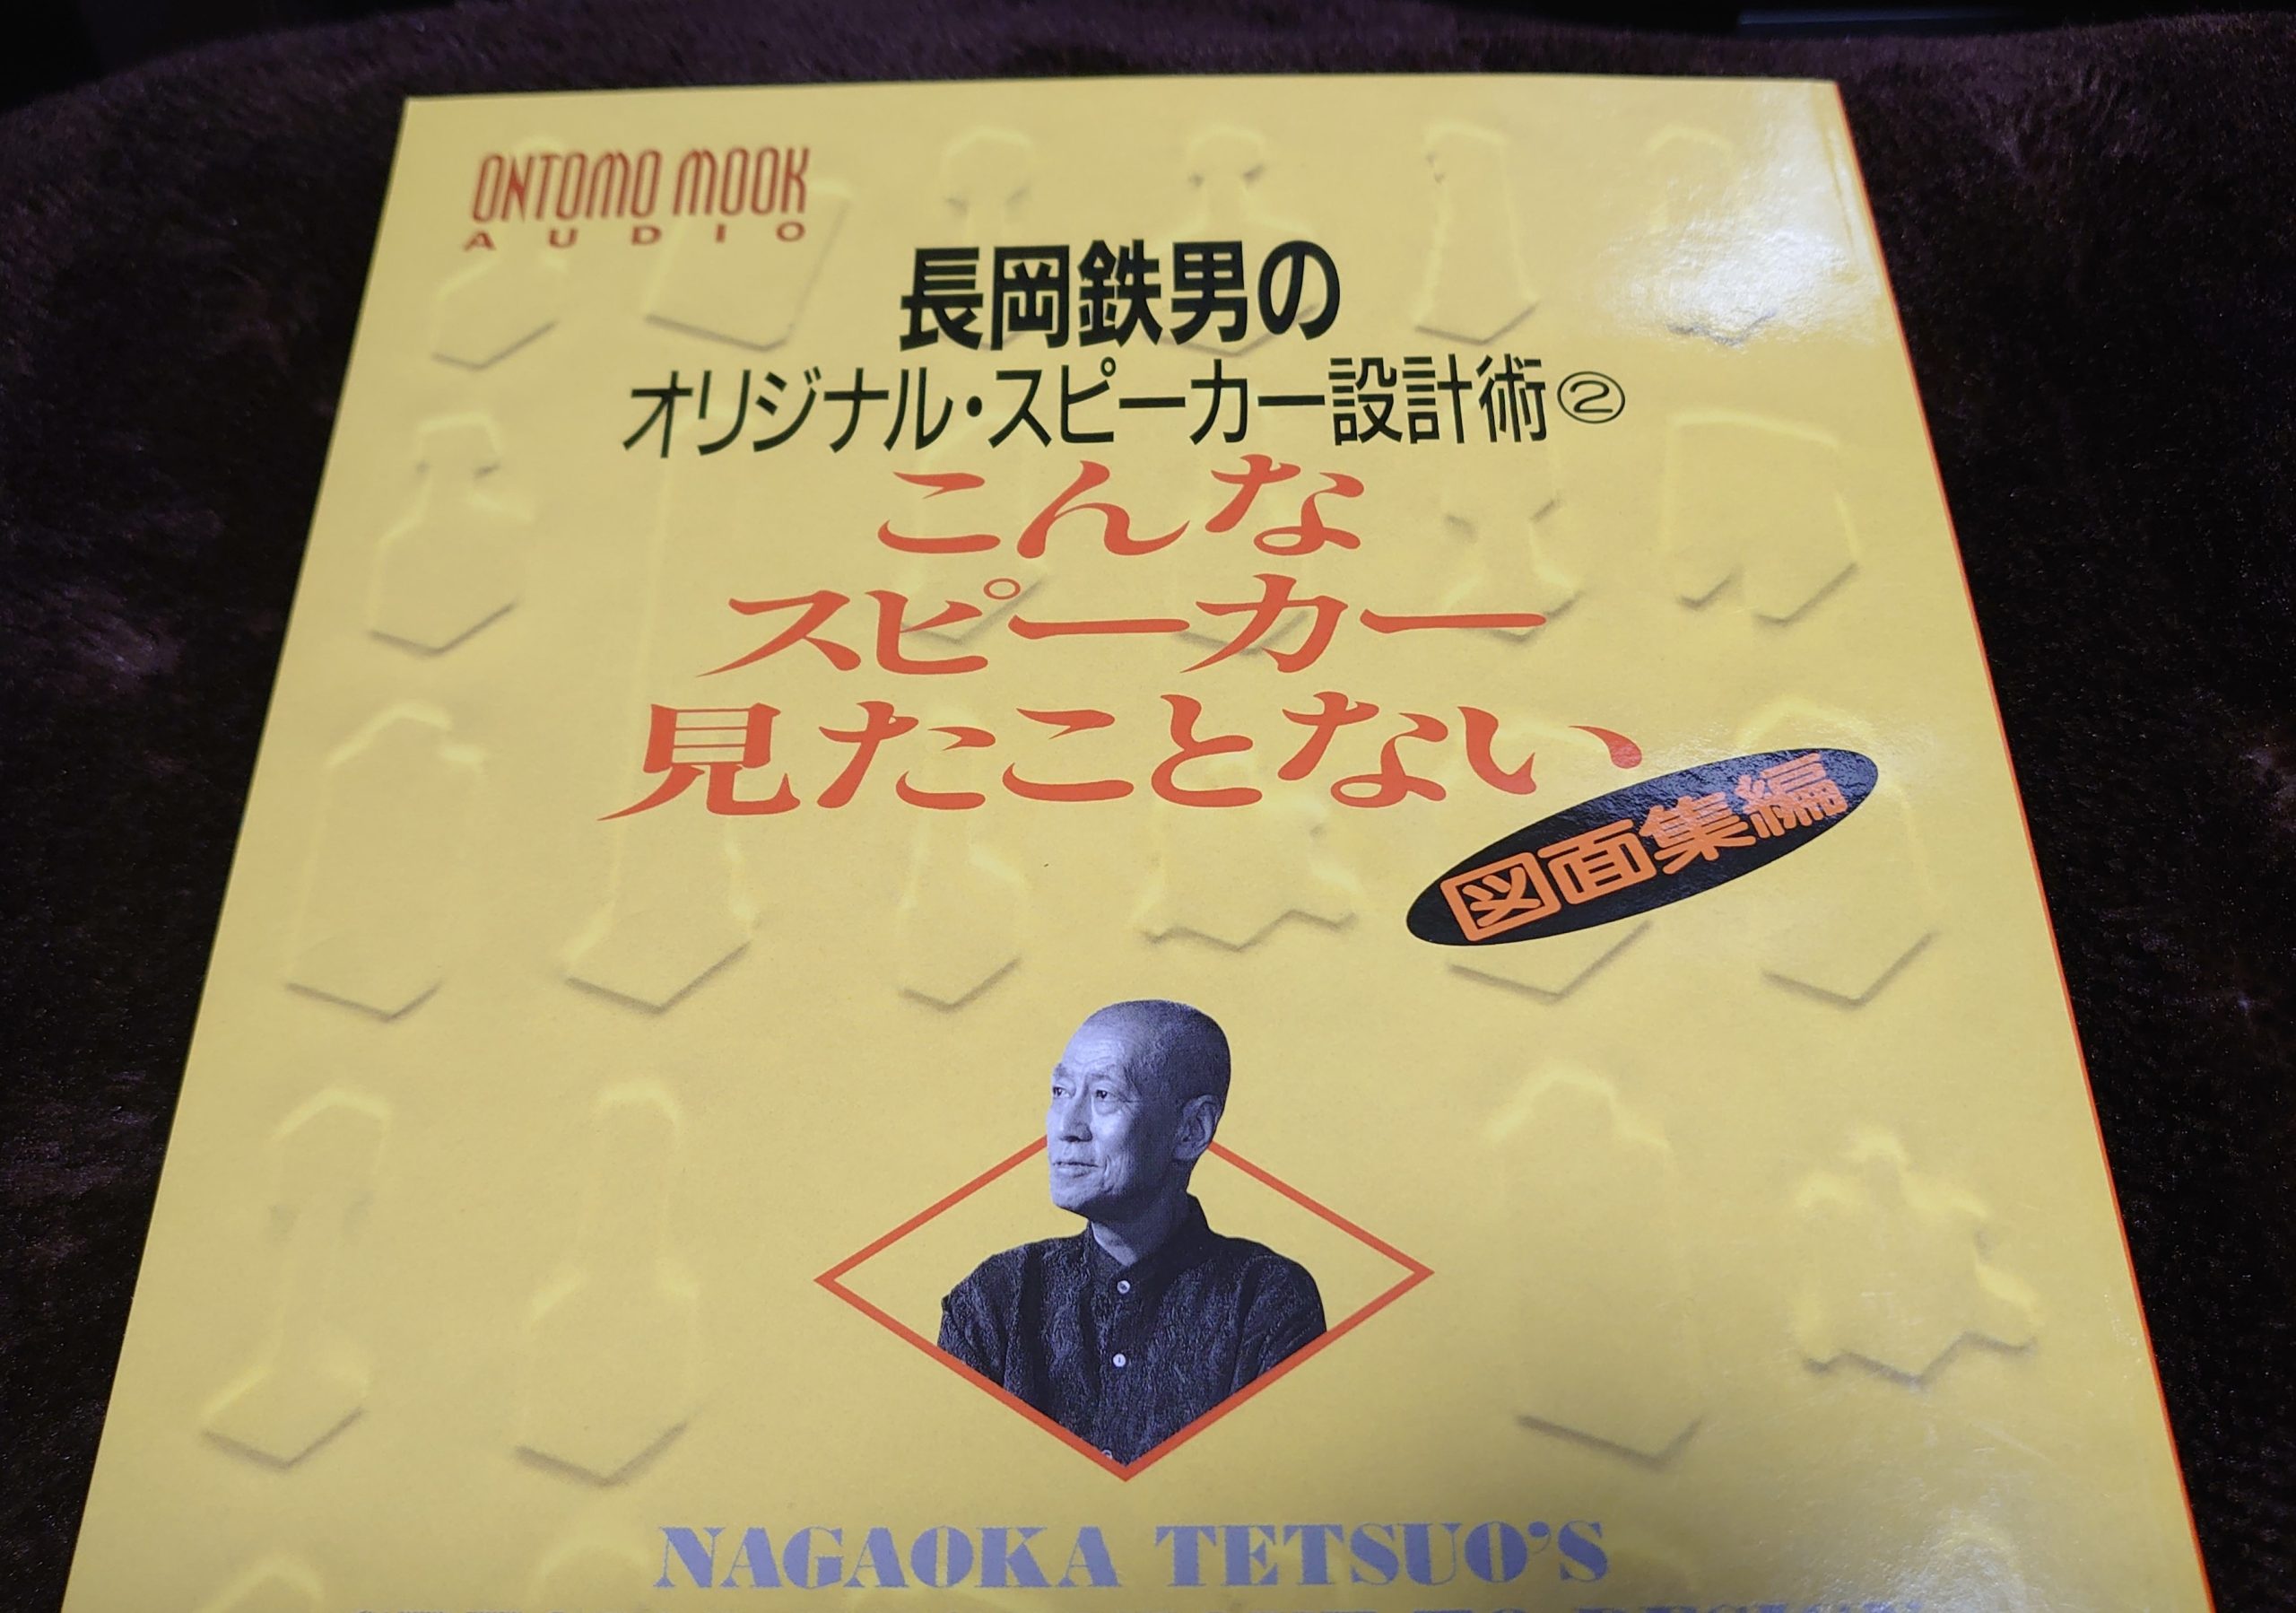 ONTOMO MOOK
AUDIO
長岡鉄男の
オリジナル・スピーカー設計術②
こんな
スピーカー
見たことない、
図面集編
NAGAOKA TETSUO'S